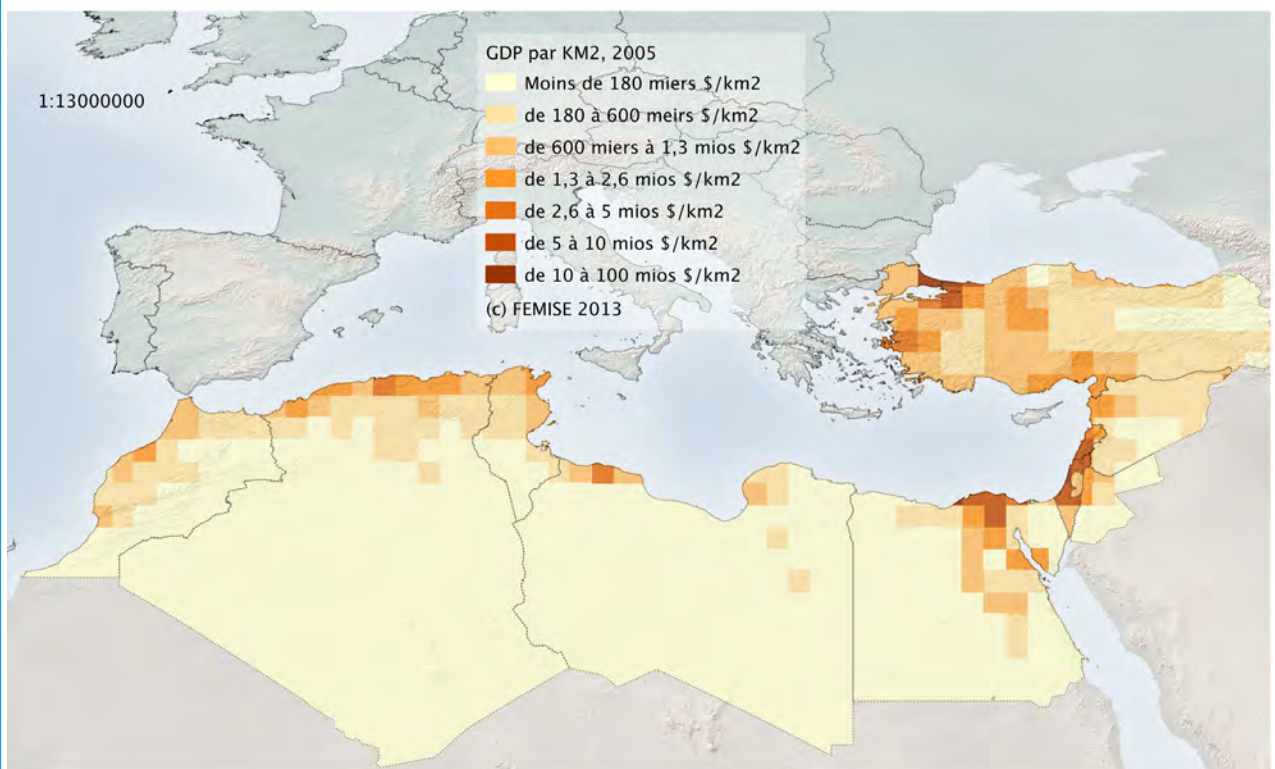 GDP par KM2, 2005
Moins de 180 miers $/km2
1:13000000
de 180 à 600 meirs $/km2
de 600 miers à 1,3 mios $/km2
de 1,3 à 2,6 mios $/km2
de 2,6 à 5 mios $/km2
de 5 à 10 mios $/km2
de 10 à 100 mios $/km2
(c) FEMISE 2013